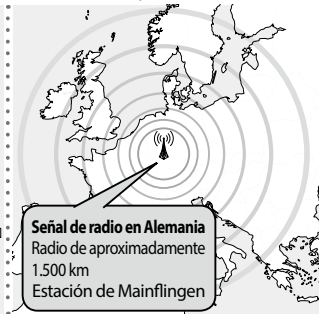 Señal de radio en Alemania
Radio de aproximadamente
1.500 km
Estación de Mainflingen